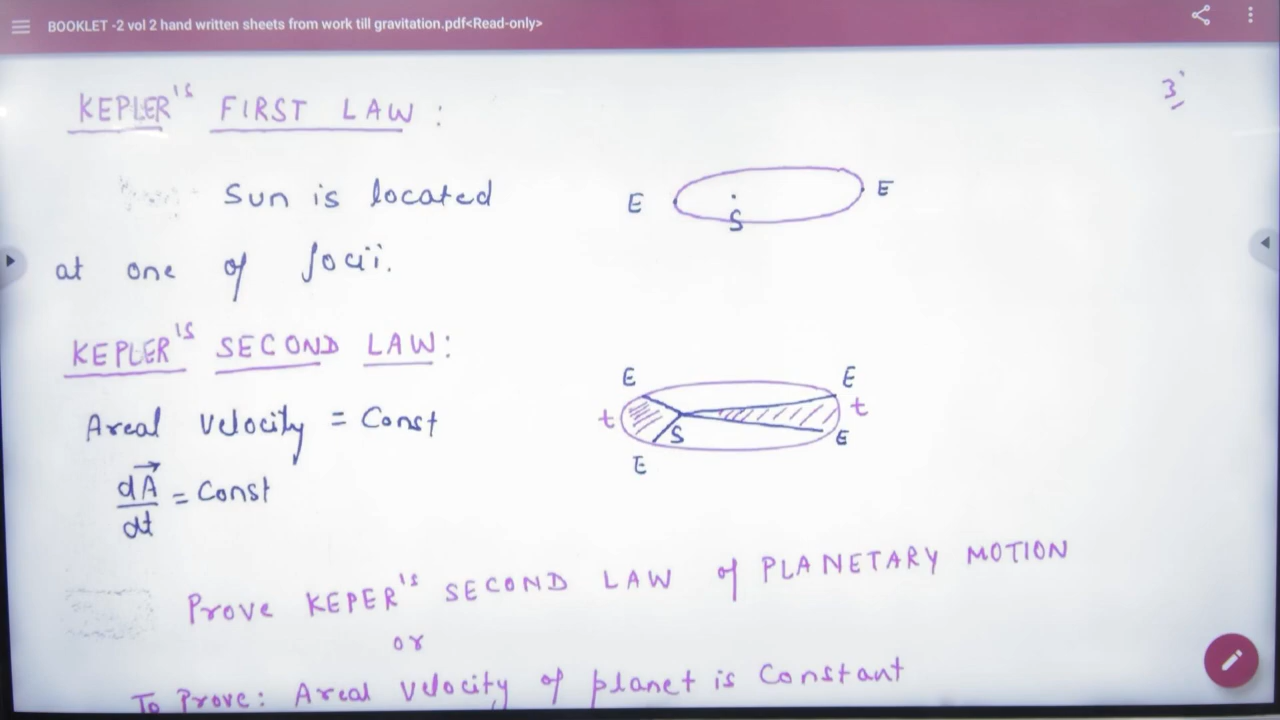 BOOKLET -2 vol 2 hand written sheets from work till gravitation.pdf<Read-only>
3
KEPLER'S FIRST LAW :
Sun is located
E S E
at one of focii.
KEPLER'S SECOND LAW :
E E
t t
Areal velocity = Const
S E
E
dA/dt = Const
Prove KEPER'S SECOND LAW of PLANETARY MOTION
or
To Prove : Areal velocity of planet is Constant